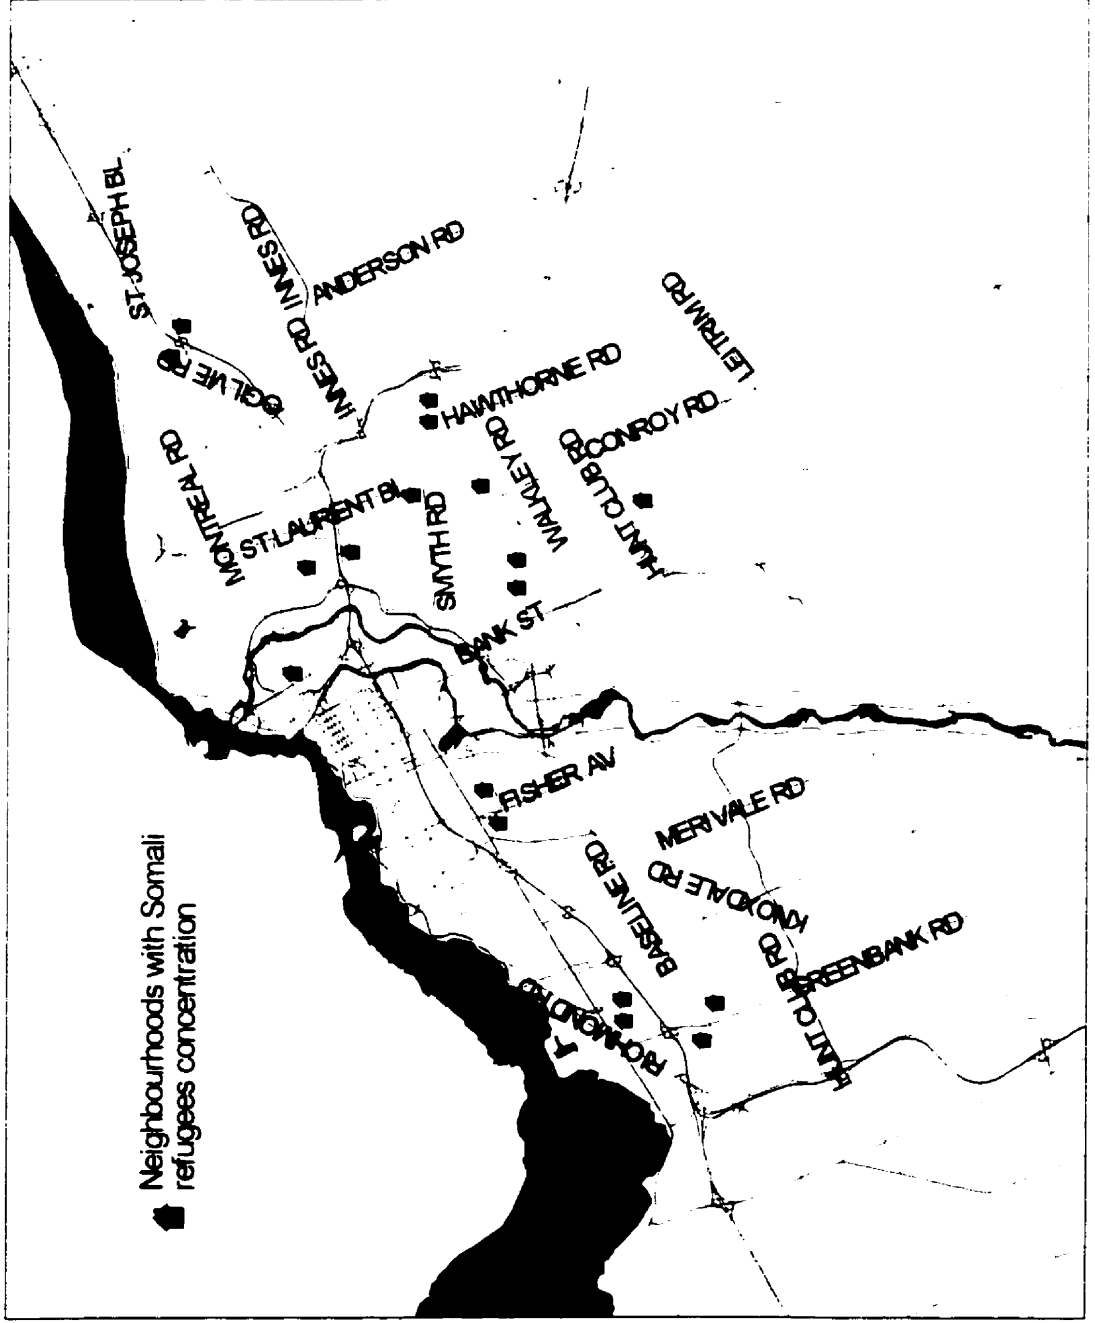 Neighbourhoods with Somali
refugees concentration
ST JOSEPH BL
OGILVIE RD
INNES RD
INNES RD
ANDERSON RD
MONTREAL RD
ST LAURENT BL
HAWTHORNE RD
LEITRIM RD
SMYTH RD
WALKLEY RD
HUNT CLUB RD
CONROY RD
BANK ST
FISHER AV
MERIVALE RD
BASELINE RD
KNOXDALE RD
RICHMOND RD
HUNT CLUB RD
GREENBANK RD